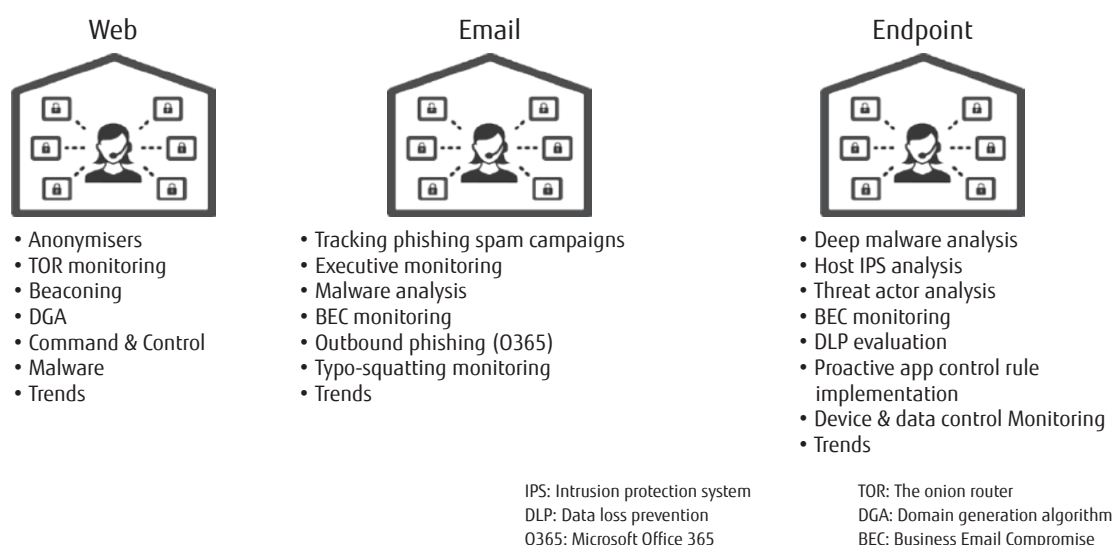 Web
• Anonymisers
• TOR monitoring
• Beaconing
• DGA
• Command & Control
• Malware
• Trends
Email
• Tracking phishing spam campaigns
• Executive monitoring
• Malware analysis
• BEC monitoring
• Outbound phishing (O365)
• Typo-squatting monitoring
• Trends
Endpoint
• Deep malware analysis
• Host IPS analysis
• Threat actor analysis
• BEC monitoring
• DLP evaluation
• Proactive app control rule
implementation
• Device & data control Monitoring
• Trends
IPS: Intrusion protection system
DLP: Data loss prevention
O365: Microsoft Office 365
TOR: The onion router
DGA: Domain generation algorithm
BEC: Business Email Compromise